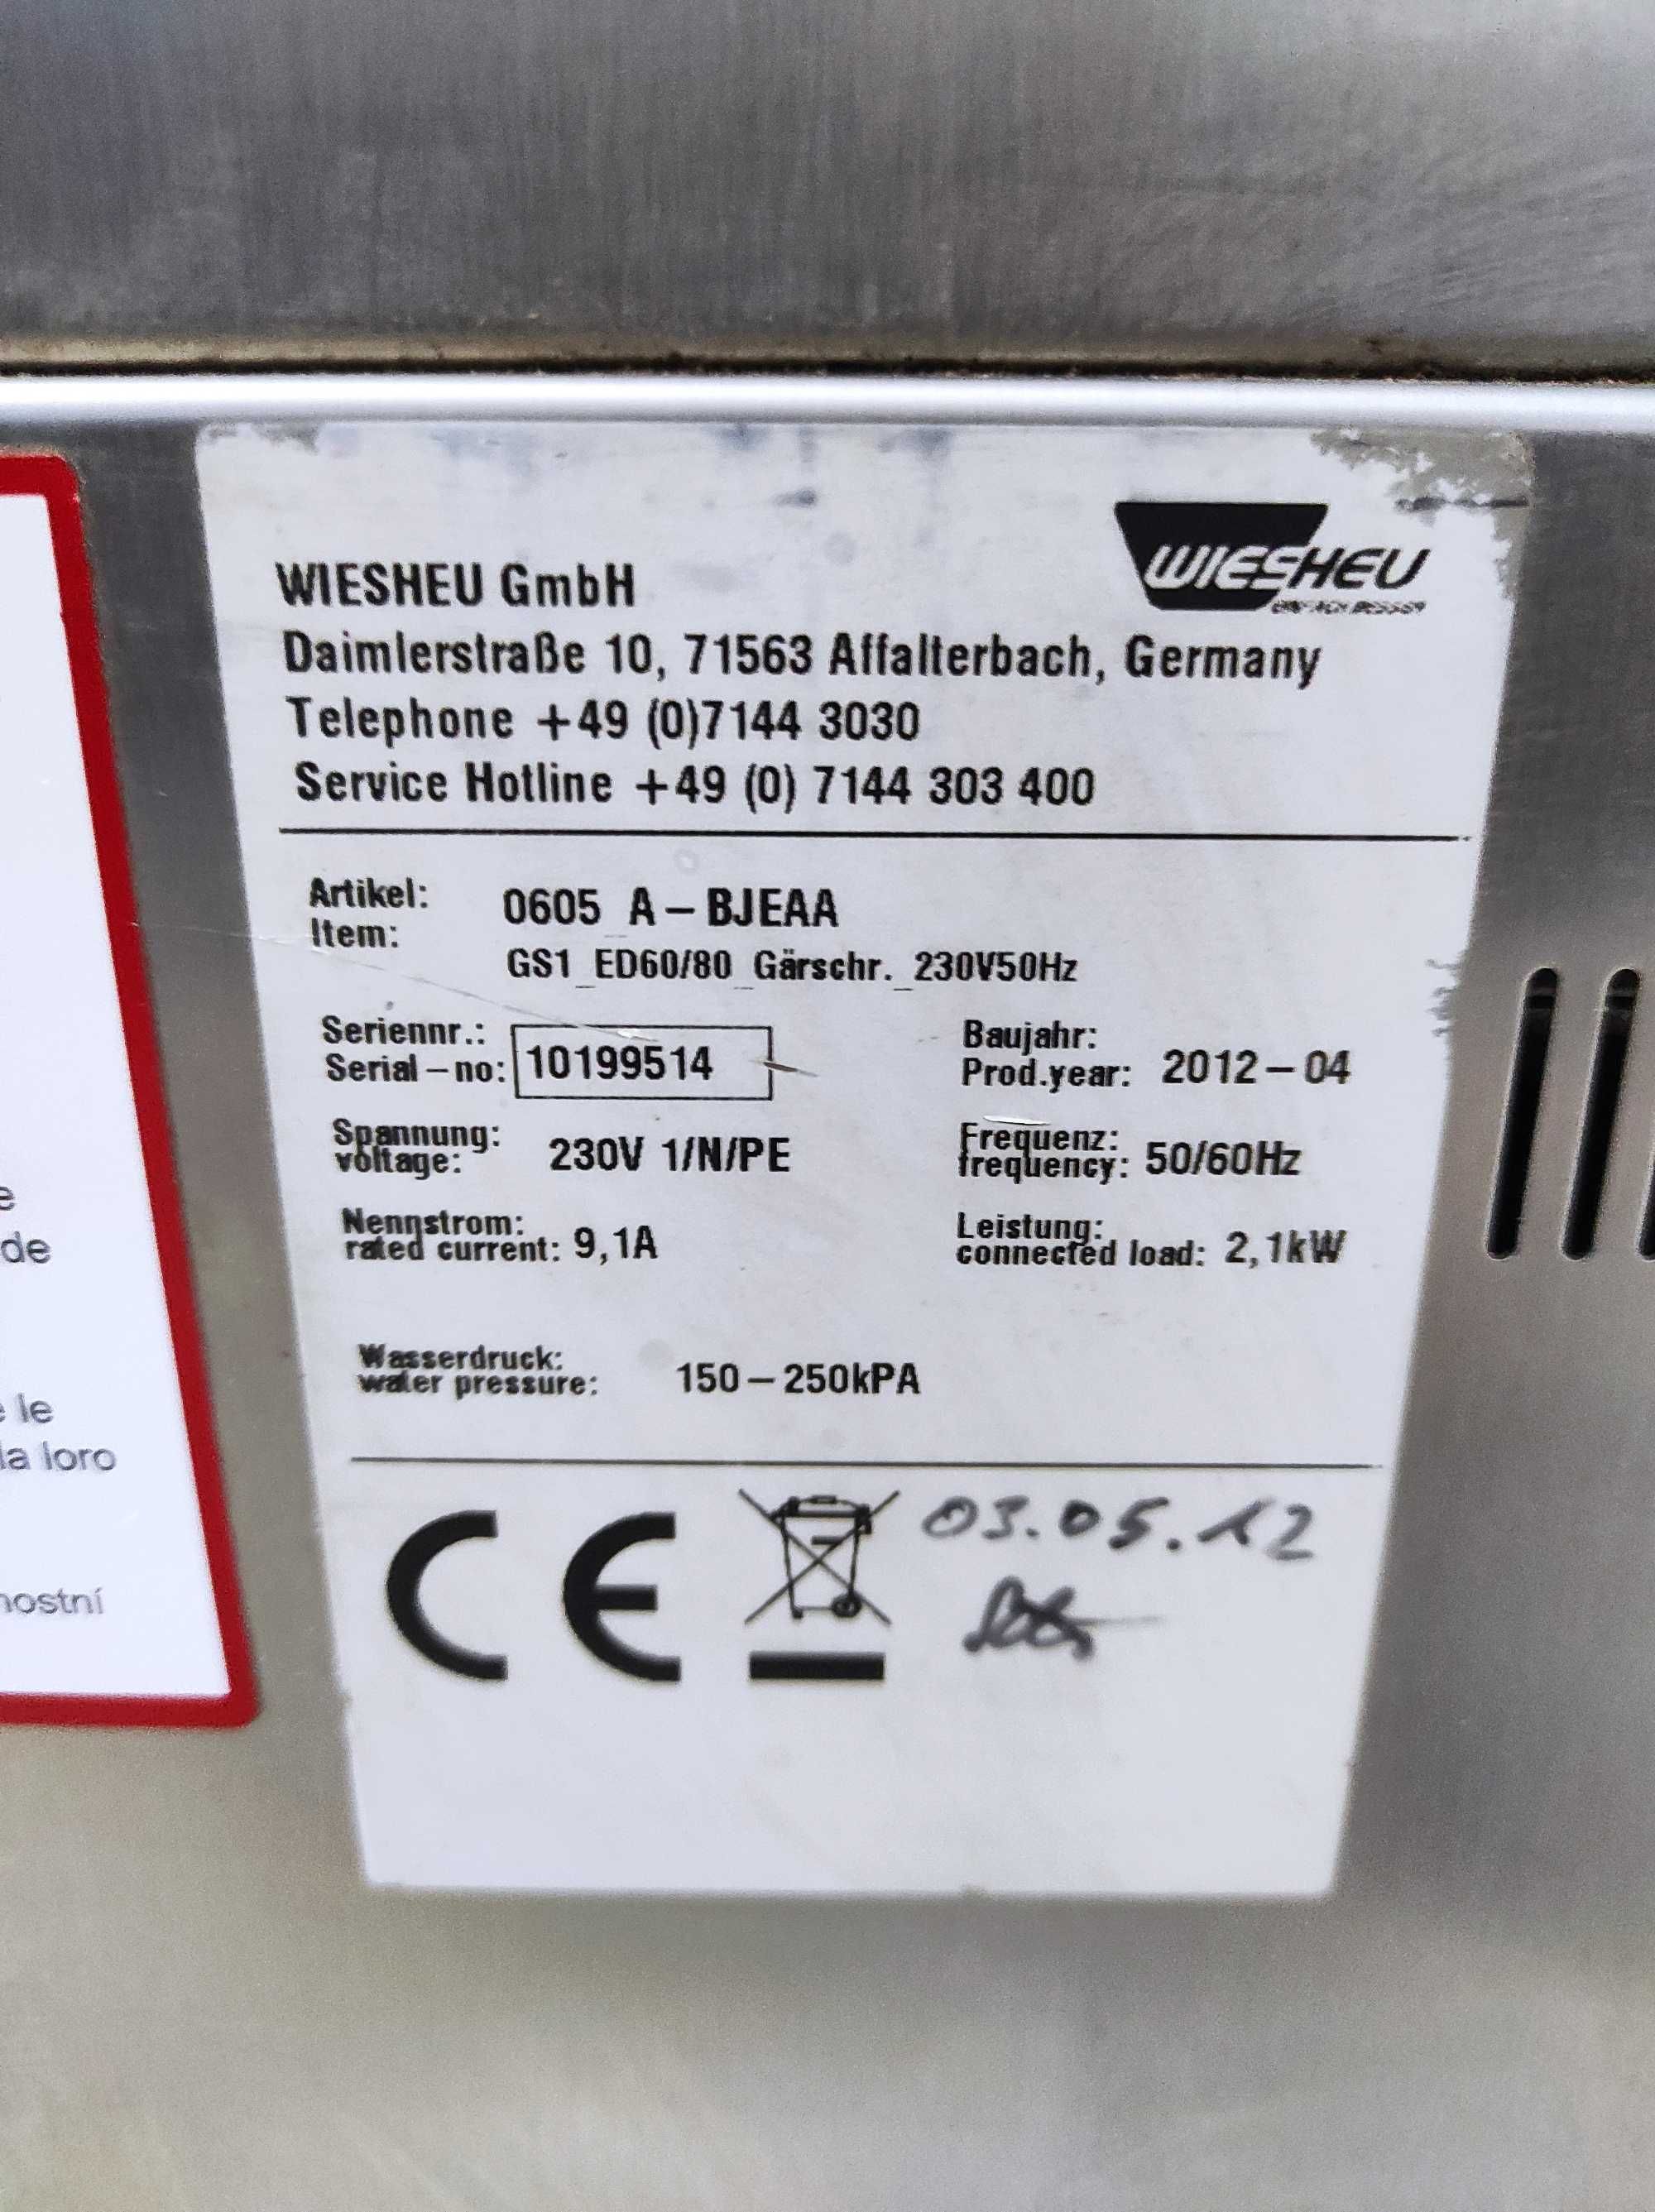 WIESHEU
EINFACH BESSER
WIESHEU GmbH
Daimlerstraße 10, 71563 Affalterbach, Germany
Telephone +49 (0)7144 3030
Service Hotline +49 (0) 7144 303 400
Artikel:
Item:
0605_A-BJEAA
GS1_ED60/80_Gärschr._230V50Hz
Seriennr.:
Serial-no: 10199514
Baujahr:
Prod.year: 2012-04
Spannung:
voltage: 230V 1/N/PE
Frequenz:
frequency: 50/60Hz
Nennstrom:
rated current: 9,1A
Leistung:
connected load: 2,1kW
Wasserdruck:
water pressure: 150-250kPA
CE
03.05.12
de
le
la loro
nostní